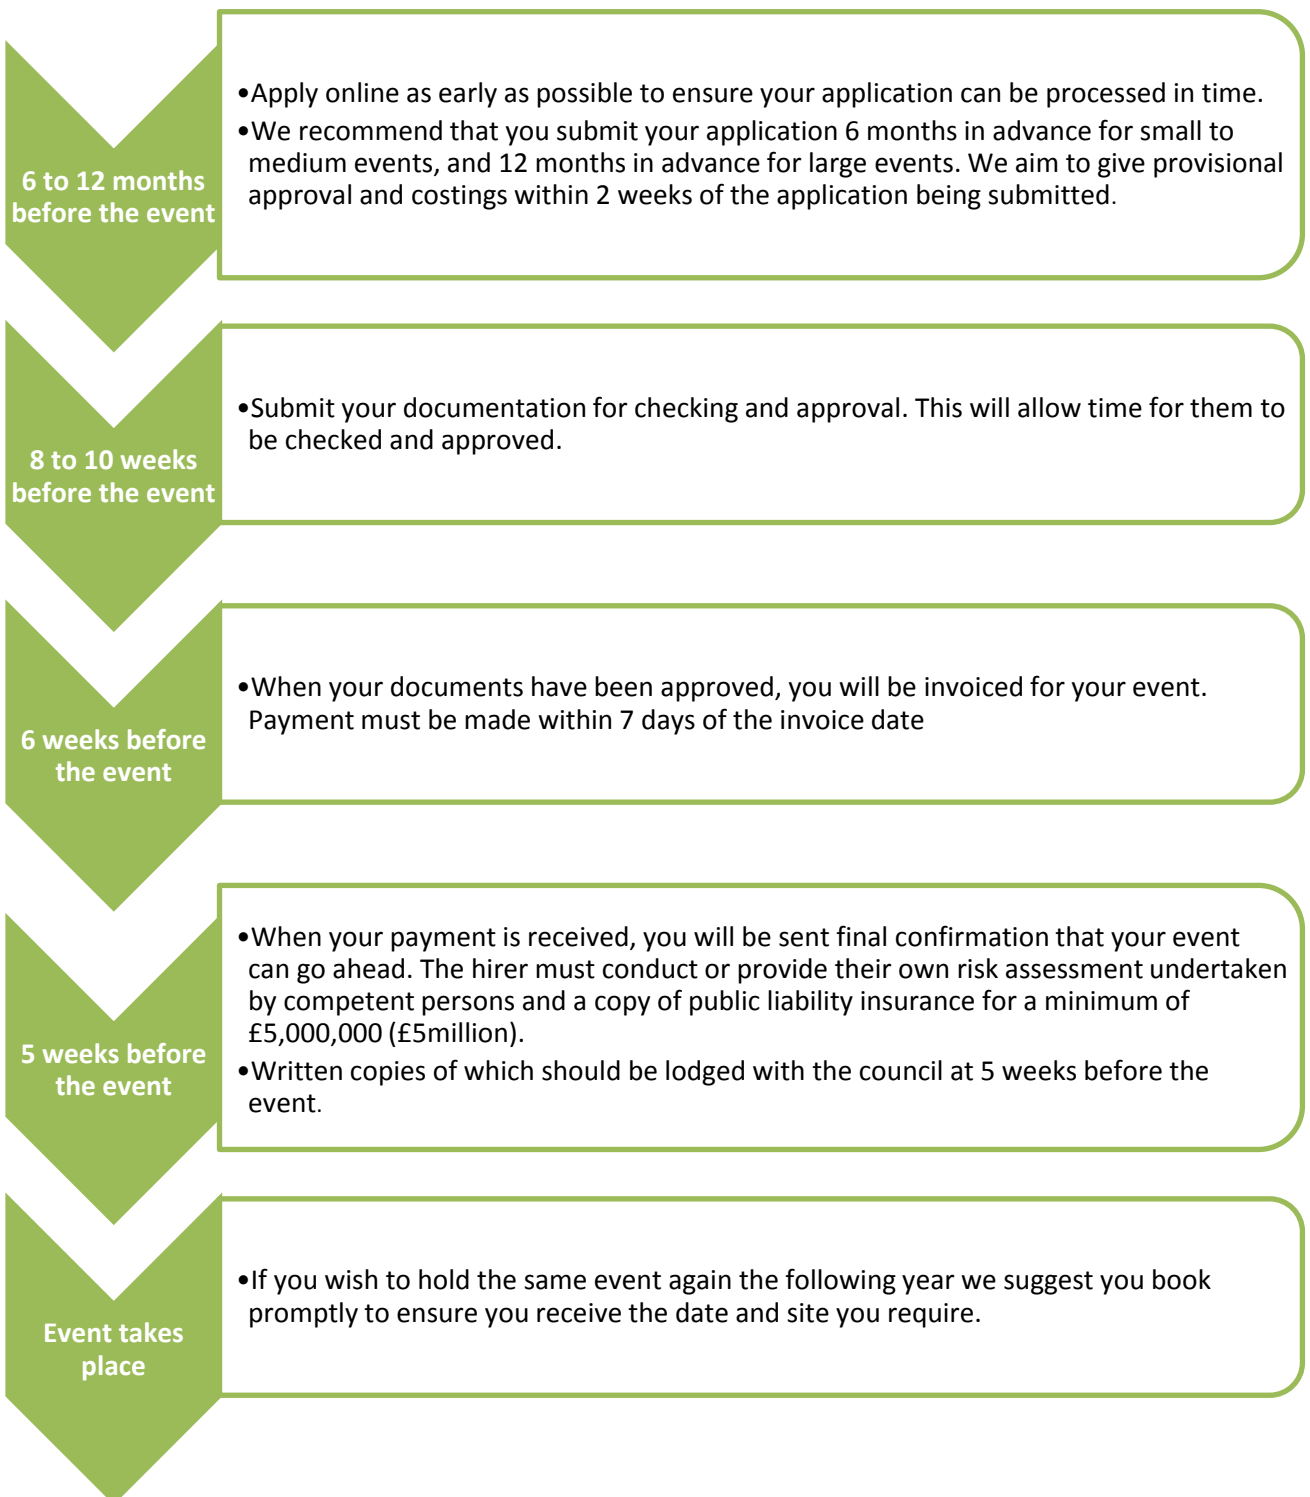 6 to 12 months
before the event
•Apply online as early as possible to ensure your application can be processed in time.
•We recommend that you submit your application 6 months in advance for small to
medium events, and 12 months in advance for large events. We aim to give provisional
approval and costings within 2 weeks of the application being submitted.
8 to 10 weeks
before the event
•Submit your documentation for checking and approval. This will allow time for them to
be checked and approved.
6 weeks before
the event
•When your documents have been approved, you will be invoiced for your event.
Payment must be made within 7 days of the invoice date
5 weeks before
the event
•When your payment is received, you will be sent final confirmation that your event
can go ahead. The hirer must conduct or provide their own risk assessment undertaken
by competent persons and a copy of public liability insurance for a minimum of
£5,000,000 (£5million).
•Written copies of which should be lodged with the council at 5 weeks before the
event.
Event takes
place
•If you wish to hold the same event again the following year we suggest you book
promptly to ensure you receive the date and site you require.